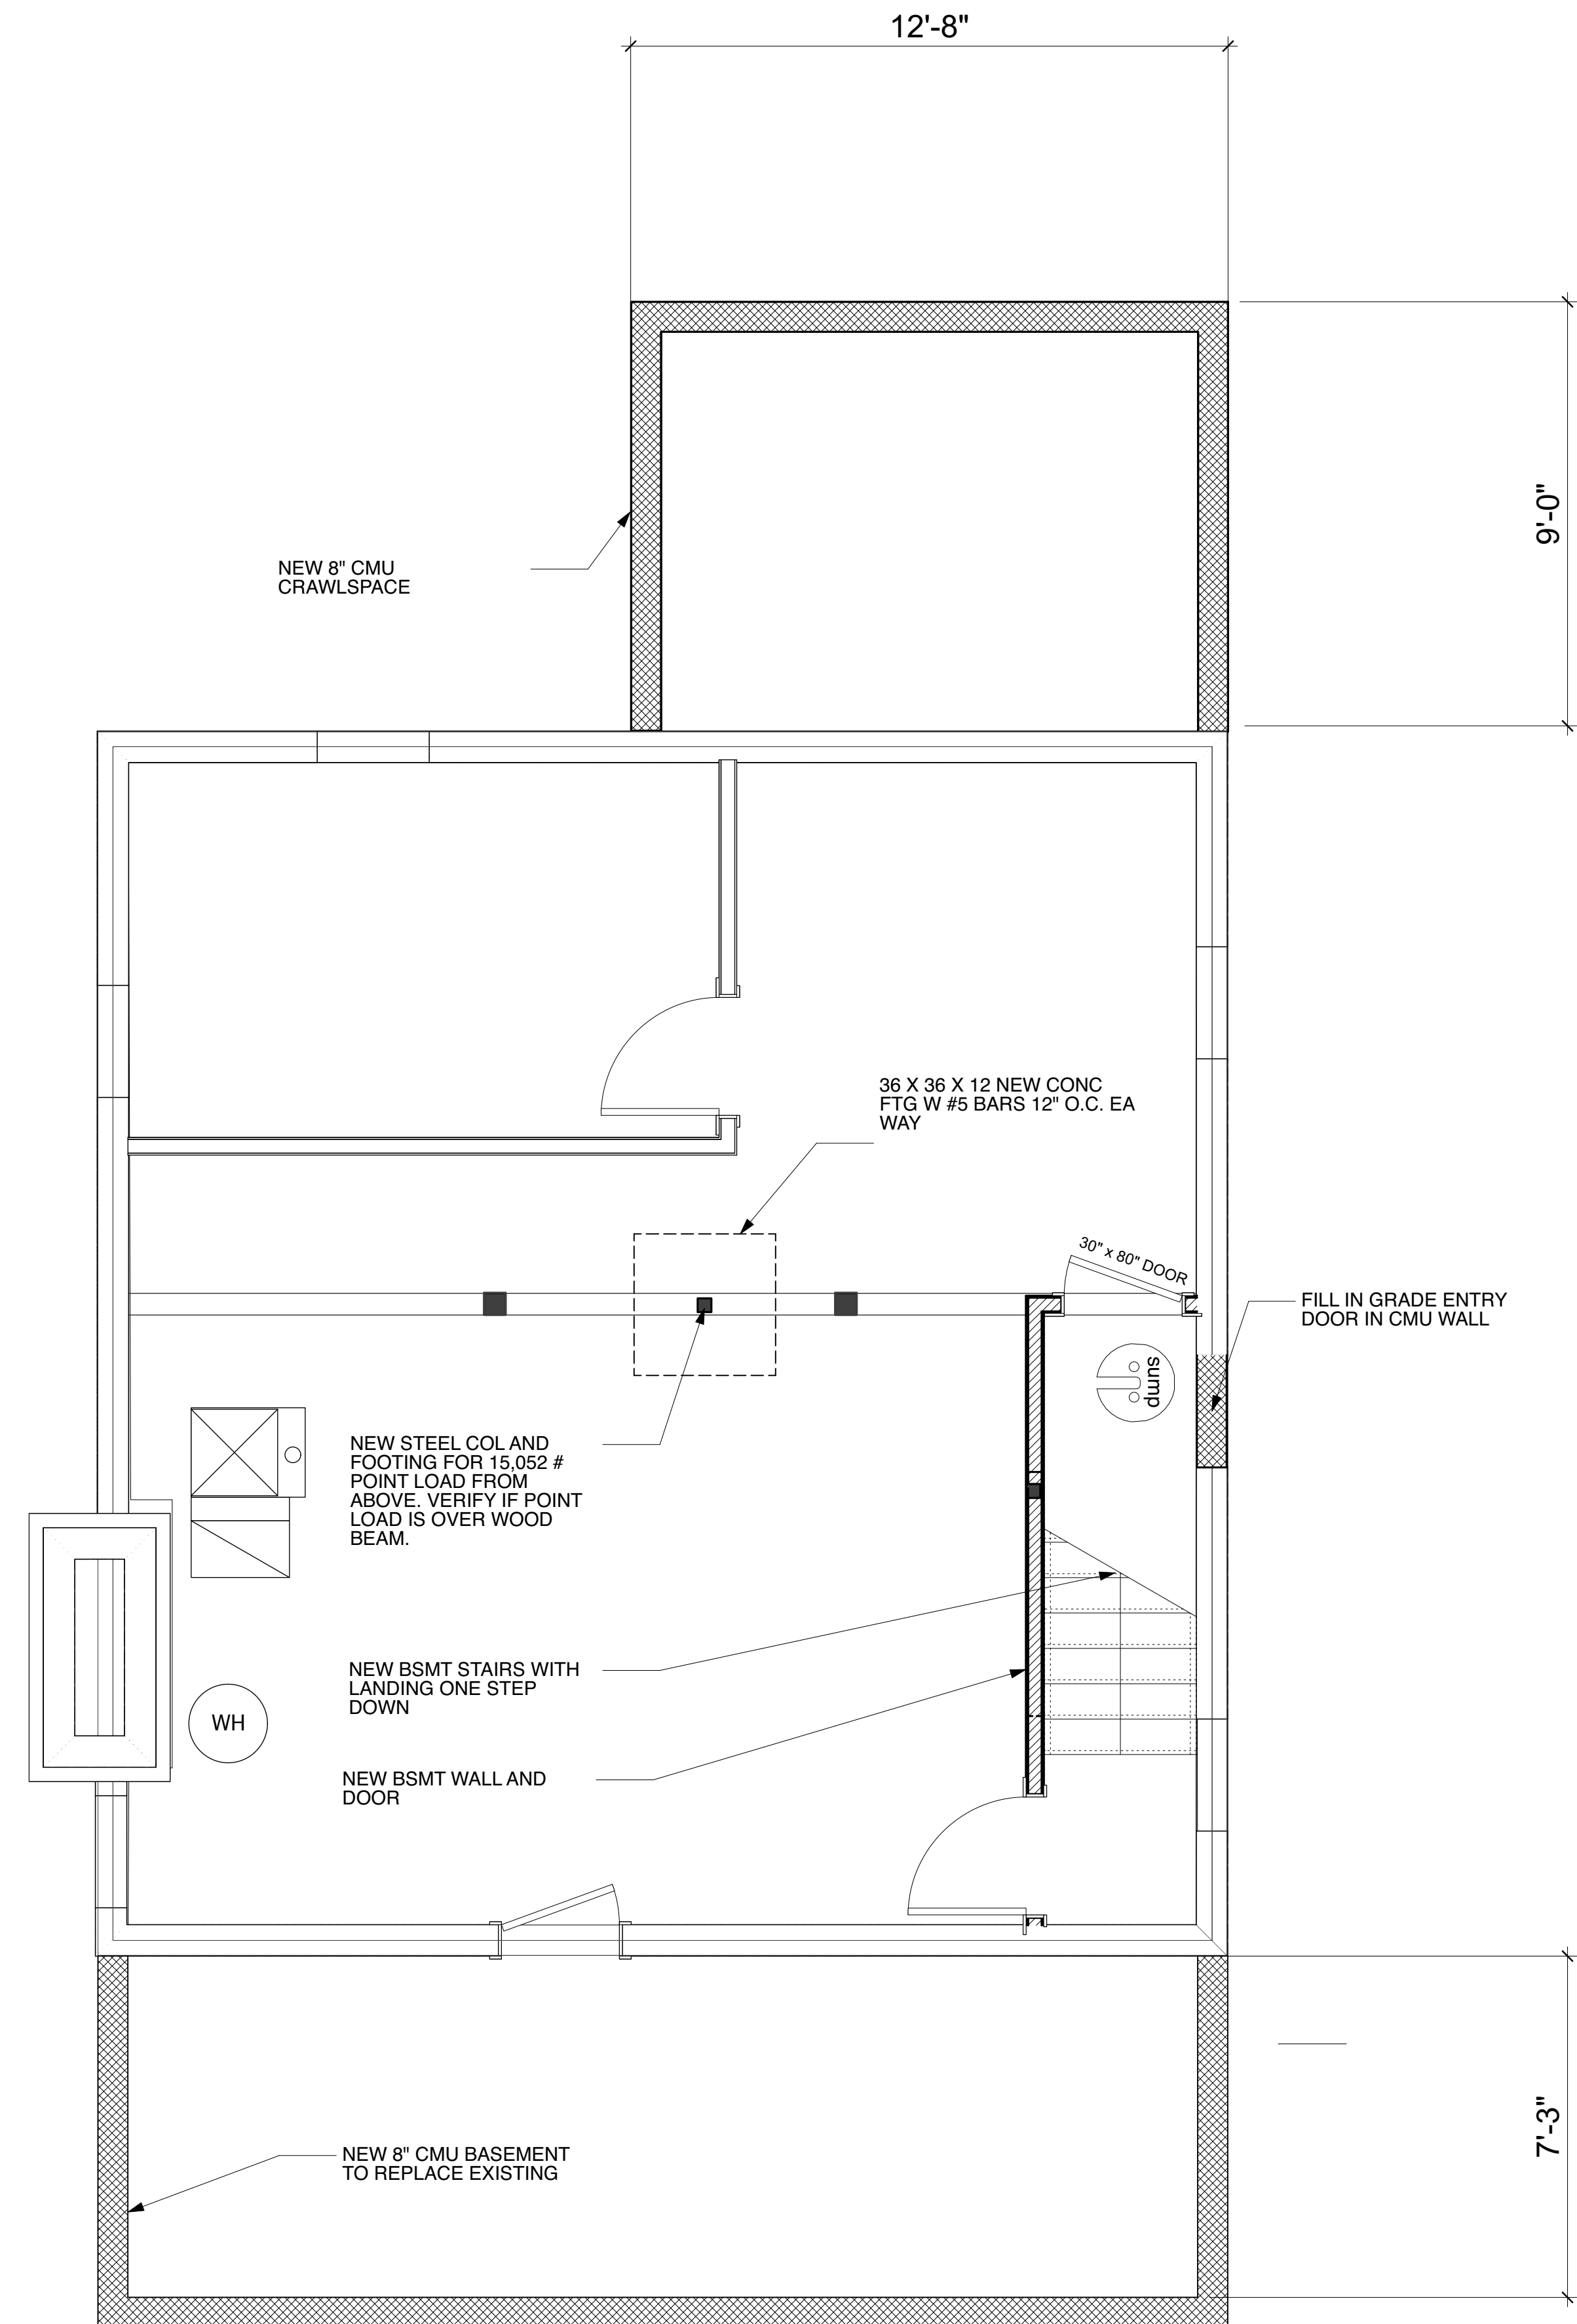 12'-8"
9'-0"
NEW 8" CMU
CRAWLSPACE
36 X 36 X 12 NEW CONC
FTG W #5 BARS 12" O.C. EA
WAY
30" x 80" DOOR
FILL IN GRADE ENTRY
DOOR IN CMU WALL
sump
NEW STEEL COL AND
FOOTING FOR 15,052 #
POINT LOAD FROM
ABOVE. VERIFY IF POINT
LOAD IS OVER WOOD
BEAM.
NEW BSMT STAIRS WITH
LANDING ONE STEP
DOWN
WH
NEW BSMT WALL AND
DOOR
7'-3"
NEW 8" CMU BASEMENT
TO REPLACE EXISTING